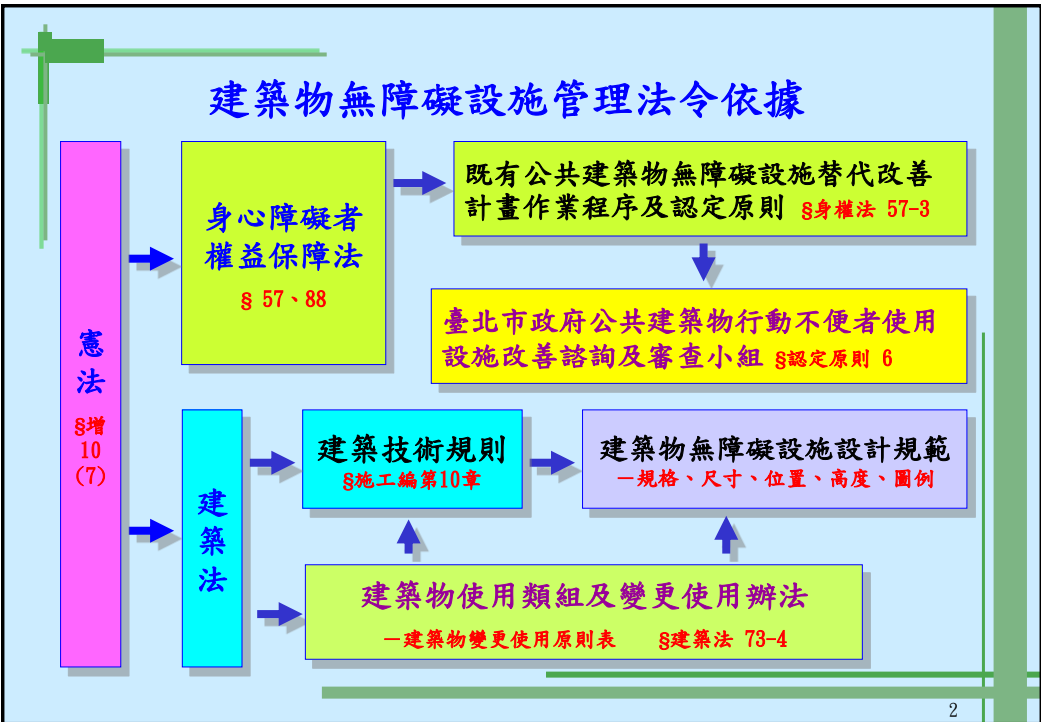 建築物無障礙設施管理法令依據
憲
法
§增
10
(7)
身心障礙者
權益保障法
§ 57、88
既有公共建築物無障礙設施替代改善
計畫作業程序及認定原則 §身權法 57-3
臺北市政府公共建築物行動不便者使用
設施改善諮詢及審查小組 §認定原則 6
建
築
法
建築技術規則
§施工編第10章
建築物無障礙設施設計規範
－規格、尺寸、位置、高度、圖例
建築物使用類組及變更使用辦法
－建築物變更使用原則表 §建築法 73-4
2